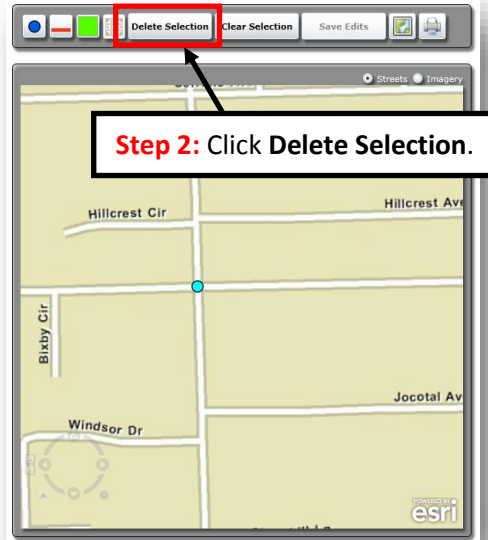 Delete Selection Clear Selection Save Edits
Streets Imagery
Step 2: Click Delete Selection.
Hillcrest Cir
Hillcrest Ave
Bixby Cir
Jocotal Av
Windsor Dr
POWERED BY
esri